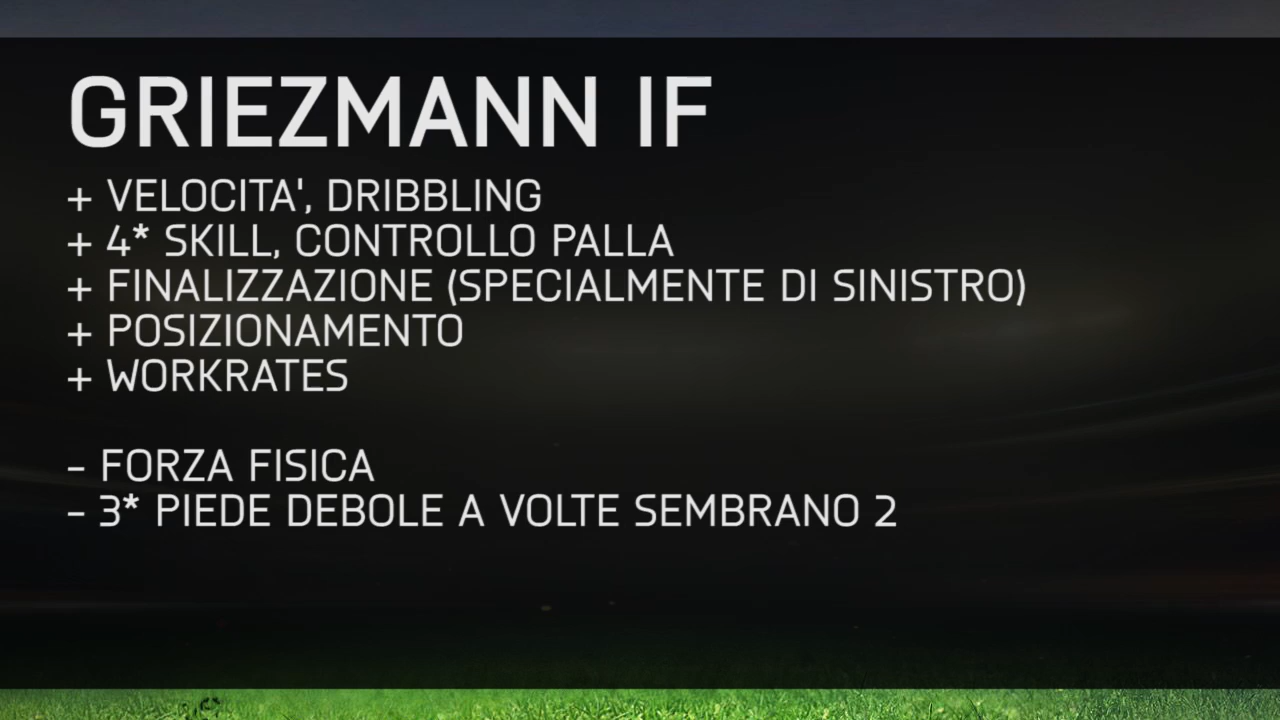 GRIEZMANN IF
+ VELOCITA', DRIBBLING
+ 4* SKILL, CONTROLLO PALLA
+ FINALIZZAZIONE (SPECIALMENTE DI SINISTRO)
+ POSIZIONAMENTO
+ WORKRATES
- FORZA FISICA
- 3* PIEDE DEBOLE A VOLTE SEMBRANO 2